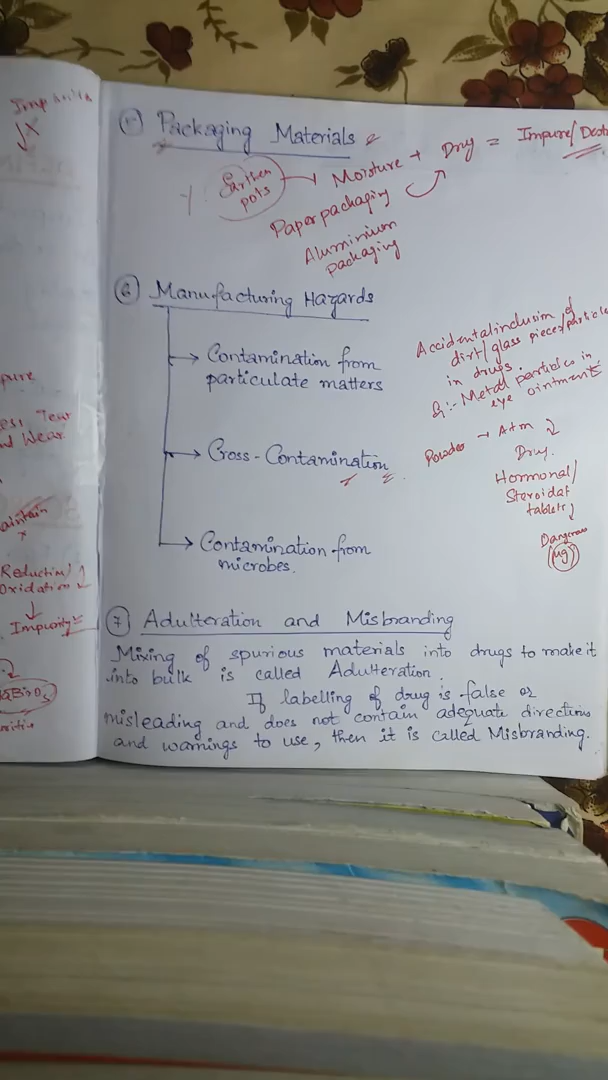 Packaging Materials
Earthen
pots
Moisture + Drug = Impure/
Paper packaging
Aluminium
packaging
6 Manufacturing Hazards
Contamination from
particulate matters
Accidental inclusion of
dirt/glass pieces/particle
in drugs
Metal particles in
eye ointments
Cross-Contamination
Powder → Atm
Drug.
Hormonal/
Steroidal
tablets
Dangerous
(μg)
Contamination from
microbes.
7 Adulteration and Misbranding
Mixing of spurious materials into drugs to make it
into bulk is called Adulteration.
If labelling of drug is false or
misleading and does not contain adequate directions
and warnings to use, then it is called Misbranding.
pure
Tear
nd Wear
aintain
Reduction/
Oxidation
↓
Impurity